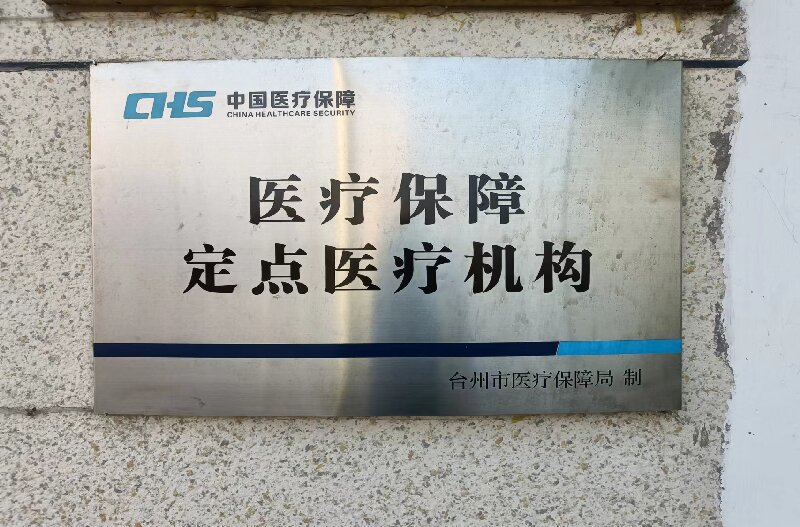 CHS 中国医疗保障
CHINA HEALTHCARE SECURITY
医疗保障
定点医疗机构
台州市医疗保障局 制